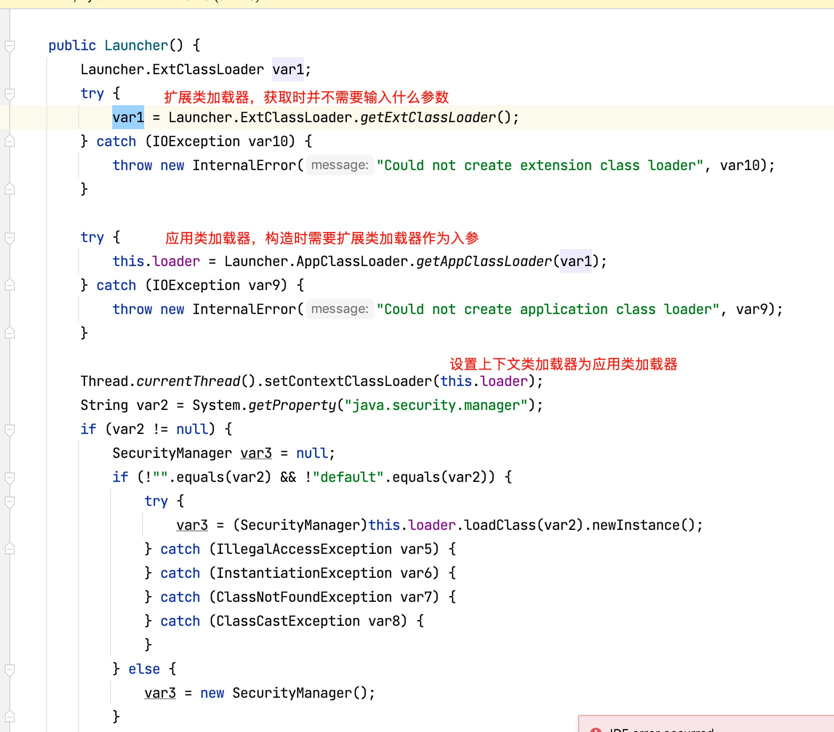 public Launcher() {
Launcher.ExtClassLoader var1;
try {
扩展类加载器，获取时并不需要输入什么参数
var1 = Launcher.ExtClassLoader.getExtClassLoader();
} catch (IOException var10) {
throw new InternalError( message: "Could not create extension class loader", var10);
}
try {
应用类加载器，构造时需要扩展类加载器作为入参
this.loader = Launcher.AppClassLoader.getAppClassLoader(var1);
} catch (IOException var9) {
throw new InternalError( message: "Could not create application class loader", var9);
}
设置上下文类加载器为应用类加载器
Thread.currentThread().setContextClassLoader(this.loader);
String var2 = System.getProperty("java.security.manager");
if (var2 != null) {
SecurityManager var3 = null;
if (!"".equals(var2) && !"default".equals(var2)) {
try {
var3 = (SecurityManager)this.loader.loadClass(var2).newInstance();
} catch (IllegalAccessException var5) {
} catch (InstantiationException var6) {
} catch (ClassNotFoundException var7) {
} catch (ClassCastException var8) {
}
} else {
var3 = new SecurityManager();
}
IDE error occurred